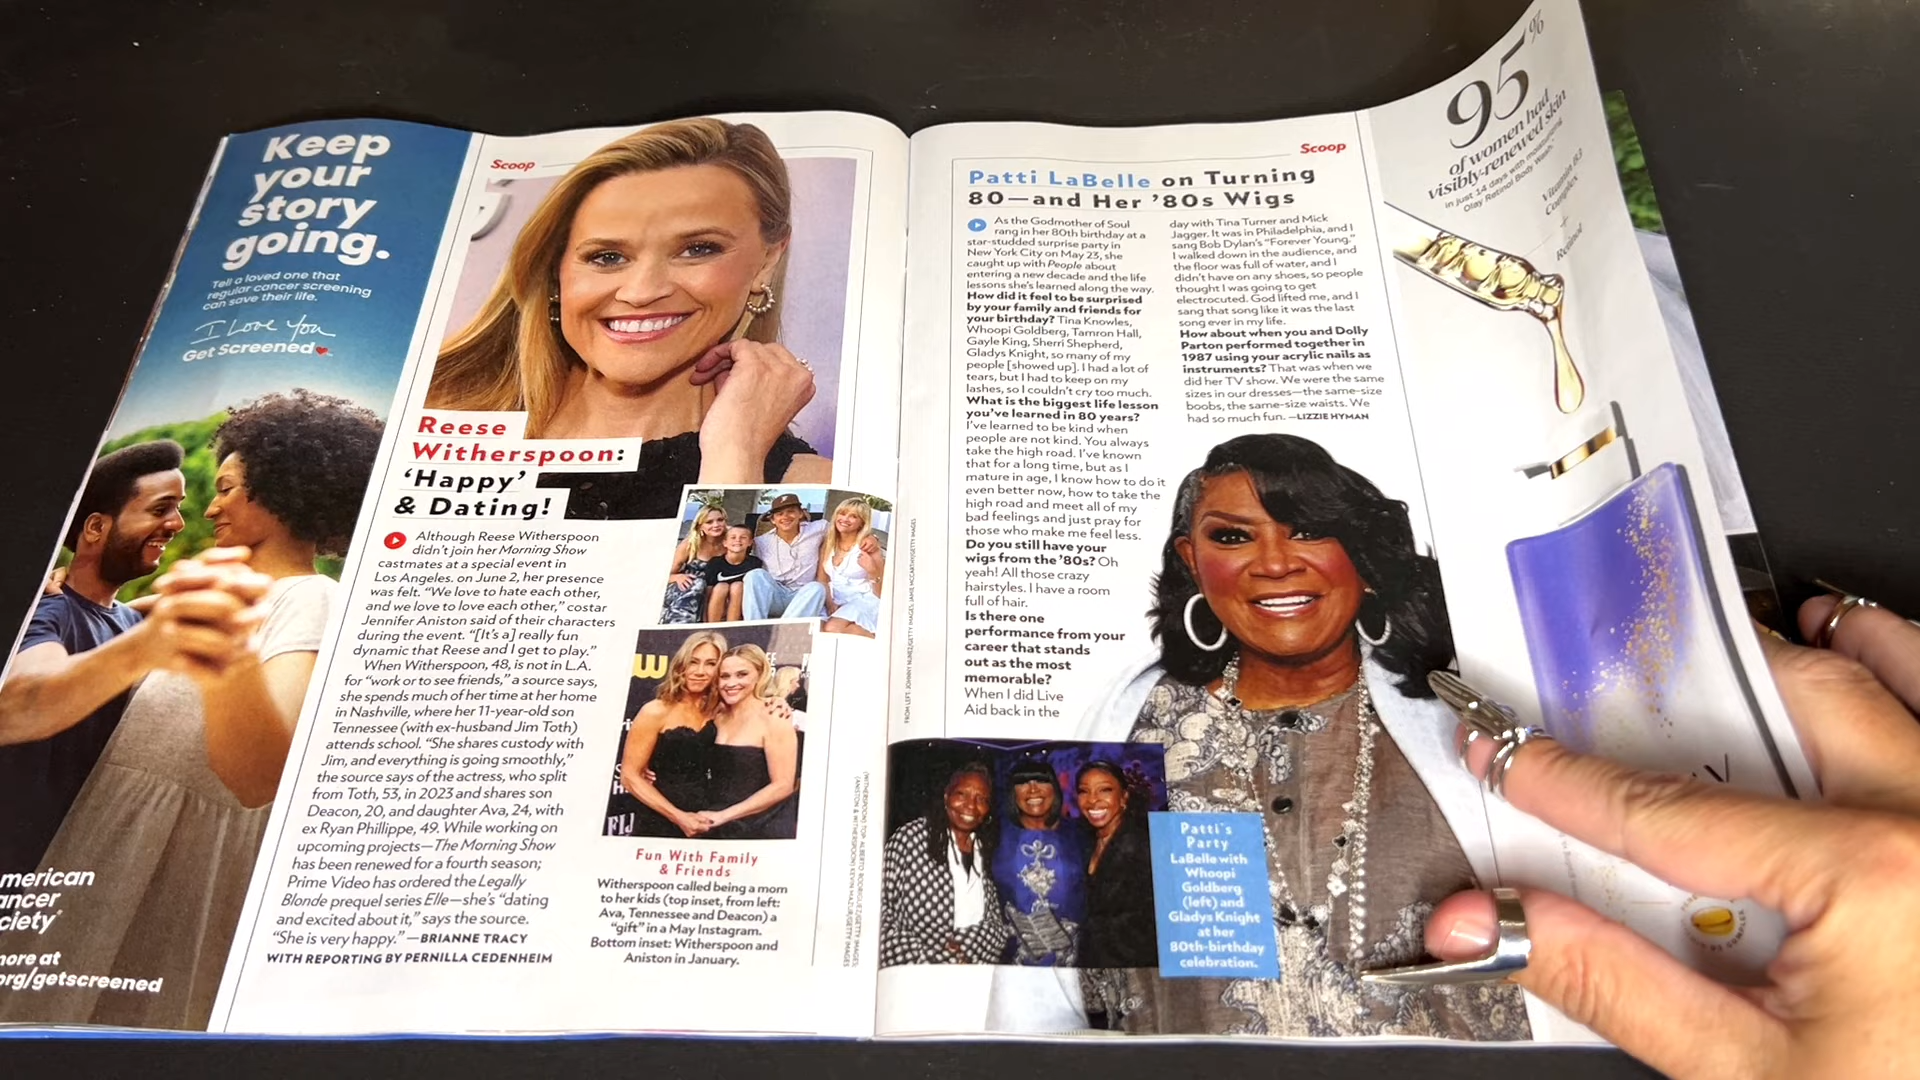 Keep
your
story
going.
Tell a loved one that
regular cancer screening
can save their life.
I Love You
Get Screened
merican
ancer
ciety
ore at
org/getscreened
Scoop
Reese
Witherspoon:
‘Happy’
& Dating!
Although Reese Witherspoon
didn’t join her Morning Show
castmates at a special event in
Los Angeles. on June 2, her presence
was felt. “We love to hate each other,
and we love to love each other,” costar
Jennifer Aniston said of their characters
during the event. “[It’s a] really fun
dynamic that Reese and I get to play.”
When Witherspoon, 48, is not in L.A.
for “work or to see friends,” a source says,
she spends much of her time at her home
in Nashville, where her 11-year-old son
Tennessee (with ex-husband Jim Toth)
attends school. “She shares custody with
Jim, and everything is going smoothly,”
the source says of the actress, who split
from Toth, 53, in 2023 and shares son
Deacon, 20, and daughter Ava, 24, with
ex Ryan Phillippe, 49. While working on
upcoming projects—The Morning Show
has been renewed for a fourth season;
Prime Video has ordered the Legally
Blonde prequel series Elle—she’s “dating
and excited about it,” says the source.
“She is very happy.” —BRIANNE TRACY
WITH REPORTING BY PERNILLA CEDENHEIM
Fun With Family
& Friends
Witherspoon called being a mom
to her kids (top inset, from left:
Ava, Tennessee and Deacon) a
“gift” in a May Instagram.
Bottom inset: Witherspoon and
Aniston in January.
Scoop
Patti LaBelle on Turning
80—and Her ’80s Wigs
As the Godmother of Soul
rang in her 80th birthday at a
star-studded surprise party in
New York City on May 23, she
caught up with People about
entering a new decade and the life
lessons she’s learned along the way.
How did it feel to be surprised
by your family and friends for
your birthday? Tina Knowles,
Whoopi Goldberg, Tamron Hall,
Gayle King, Sherri Shepherd,
Gladys Knight, so many of my
people [showed up]. I had a lot of
tears, but I had to keep on my
lashes, so I couldn’t cry too much.
What is the biggest life lesson
you’ve learned in 80 years?
I’ve learned to be kind when
people are not kind. You always
take the high road. I’ve known
that for a long time, but as I
mature in age, I know how to do it
even better now, how to take the
high road and meet all of my
bad feelings and just pray for
those who make me feel less.
Do you still have your
wigs from the ’80s? Oh
yeah! All those crazy
hairstyles. I have a room
full of hair.
Is there one
performance from your
career that stands
out as the most
memorable?
When I did Live
Aid back in the
day with Tina Turner and Mick
Jagger. It was in Philadelphia, and I
sang Bob Dylan’s “Forever Young.”
I walked down in the audience, and
the floor was full of water, and I
didn’t have on any shoes, so people
thought I was going to get
electrocuted. God lifted me, and I
sang that song like it was the last
song ever in my life.
How about when you and Dolly
Parton performed together in
1987 using your acrylic nails as
instruments? That was when we
did her TV show. We were the same
sizes in our dresses—the same-size
boobs, the same-size waists. We
had so much fun. —LIZZIE HYMAN
Patti’s
Party
LaBelle with
Whoopi
Goldberg
(left) and
Gladys Knight
at her
80th-birthday
celebration.
95%
of women had
visibly-renewed skin
in just 14 days with moisturizing
Olay Retinol Body Wash.
Vitamin B3
Complex
+
Retinol